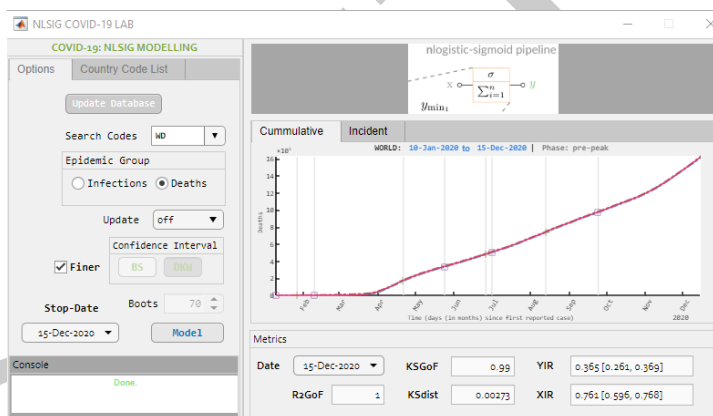 NLSIG COVID-19 LAB
COVID-19: NLSIG MODELLING
Options
Country Code List
Update Database
Search Codes
WD
Epidemic Group
Infections
Deaths
Update
off
Confidence Interval
Finer
BS
DKW
Stop-Date
Boots
70
15-Dec-2020
Model
Console
Done.
nlogistic-sigmoid pipeline
x
σ
∑ⁿᵢ₌₁
y
yₘᵢₙ₁
Cummulative
Incident
WORLD: 10-Jan-2020 to 15-Dec-2020 | Phase: pre-peak
16
14
12
10
8
6
4
2
0
Deaths
Feb
Mar
Apr
May
Jun
Jul
Aug
Sep
Oct
Nov
Dec
Time (days (in months) since first reported case)
2020
Metrics
Date
15-Dec-2020
KSGoF
0.99
YIR
0.365 [0.261, 0.369]
R2GoF
1
KSdist
0.00273
XIR
0.761 [0.596, 0.768]